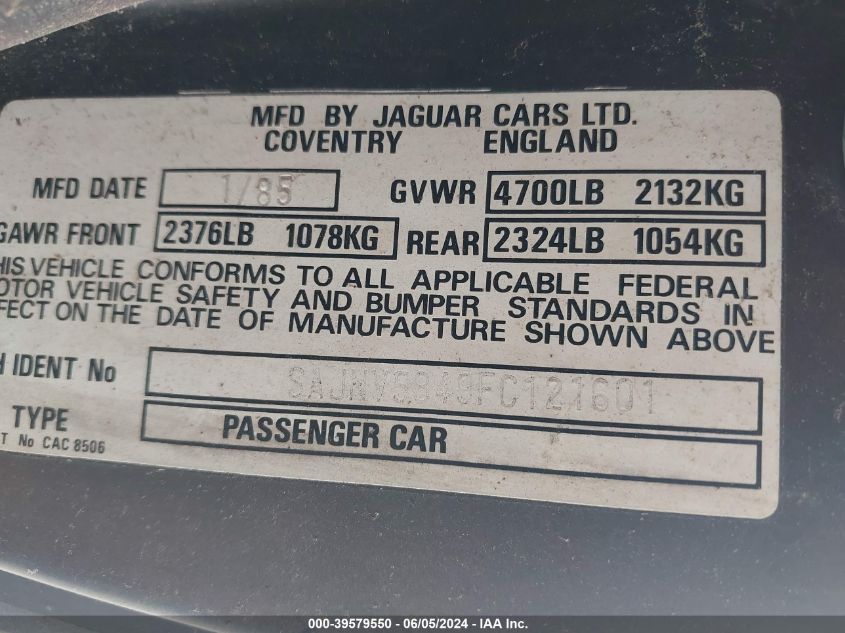 MFD BY JAGUAR CARS LTD.
COVENTRY ENGLAND
MFD DATE 1/85 GVWR 4700LB 2132KG
GAWR FRONT 2376LB 1078KG REAR 2324LB 1054KG
HIS VEHICLE CONFORMS TO ALL APPLICABLE FEDERAL
OTOR VEHICLE SAFETY AND BUMPER STANDARDS IN
FECT ON THE DATE OF MANUFACTURE SHOWN ABOVE
H IDENT No SAJNV5849FC121601
TYPE PASSENGER CAR
T No CAC 8506
000-39579550 - 06/05/2024 - IAA Inc.